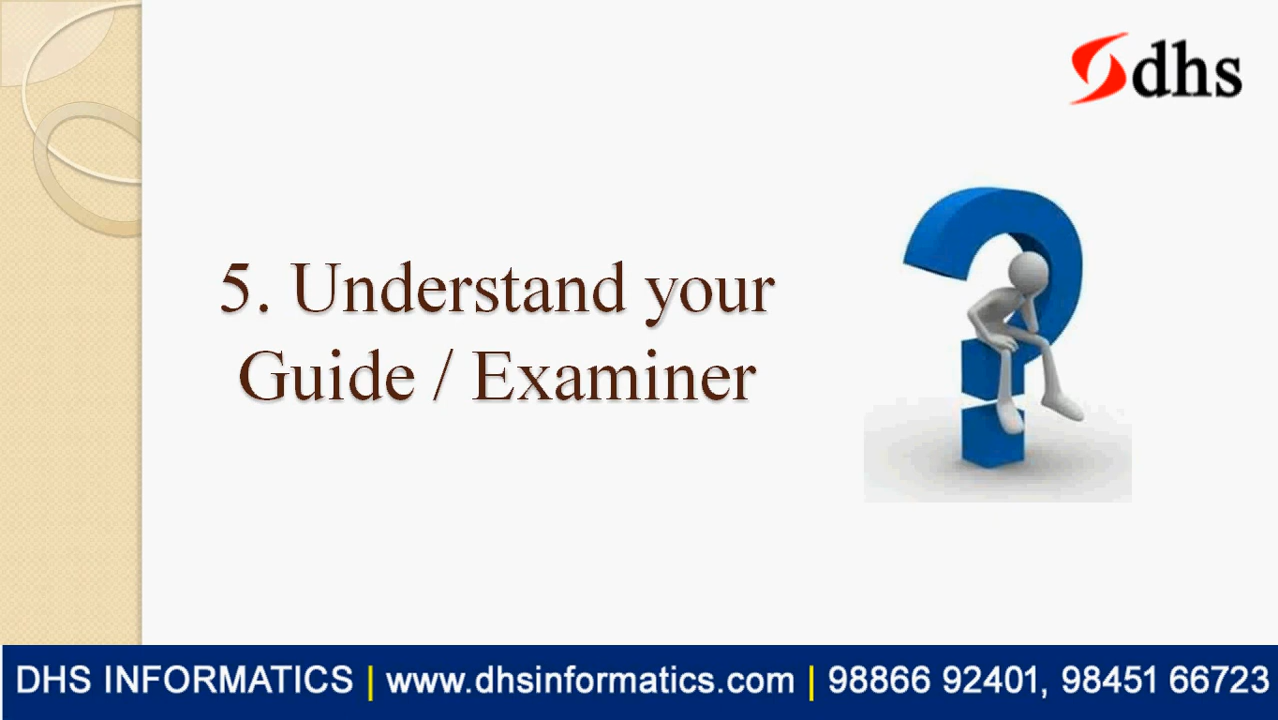 dhs
5. Understand your
Guide / Examiner
DHS INFORMATICS | www.dhsinformatics.com | 98866 92401, 98451 66723